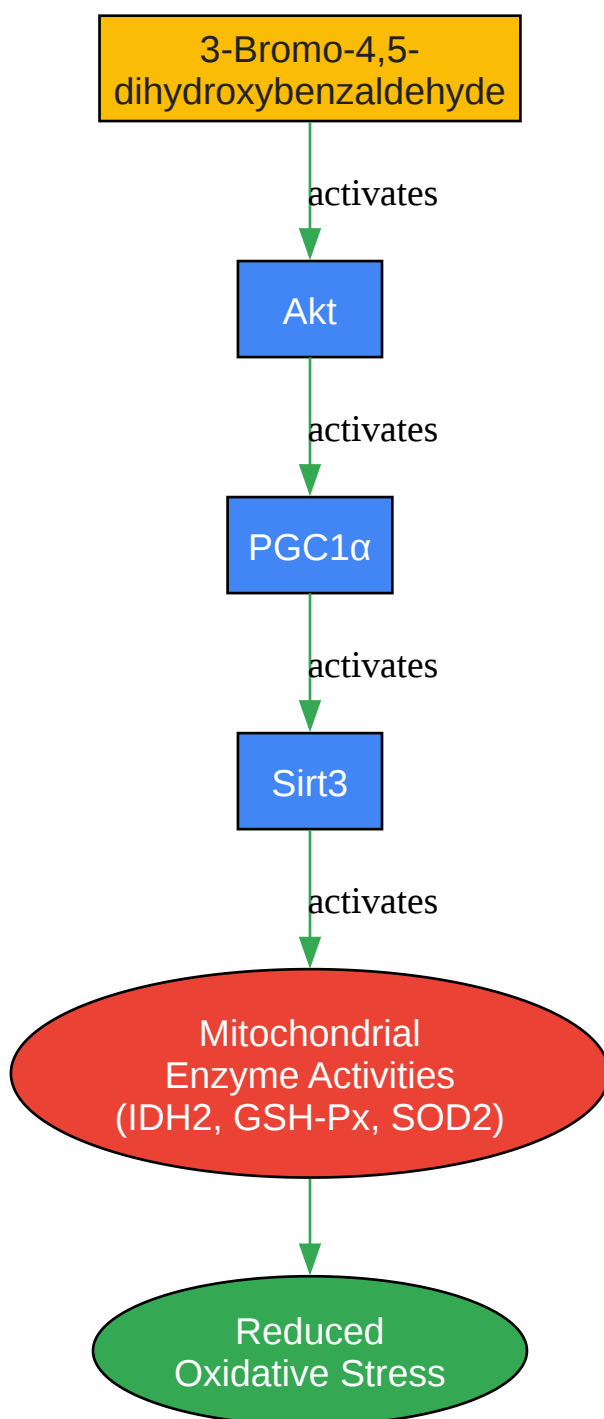 3-Bromo-4,5-
dihydroxybenzaldehyde
activates
Akt
activates
PGC1α
activates
Sirt3
activates
Mitochondrial
Enzyme Activities
(IDH2, GSH-Px, SOD2)
Reduced
Oxidative Stress